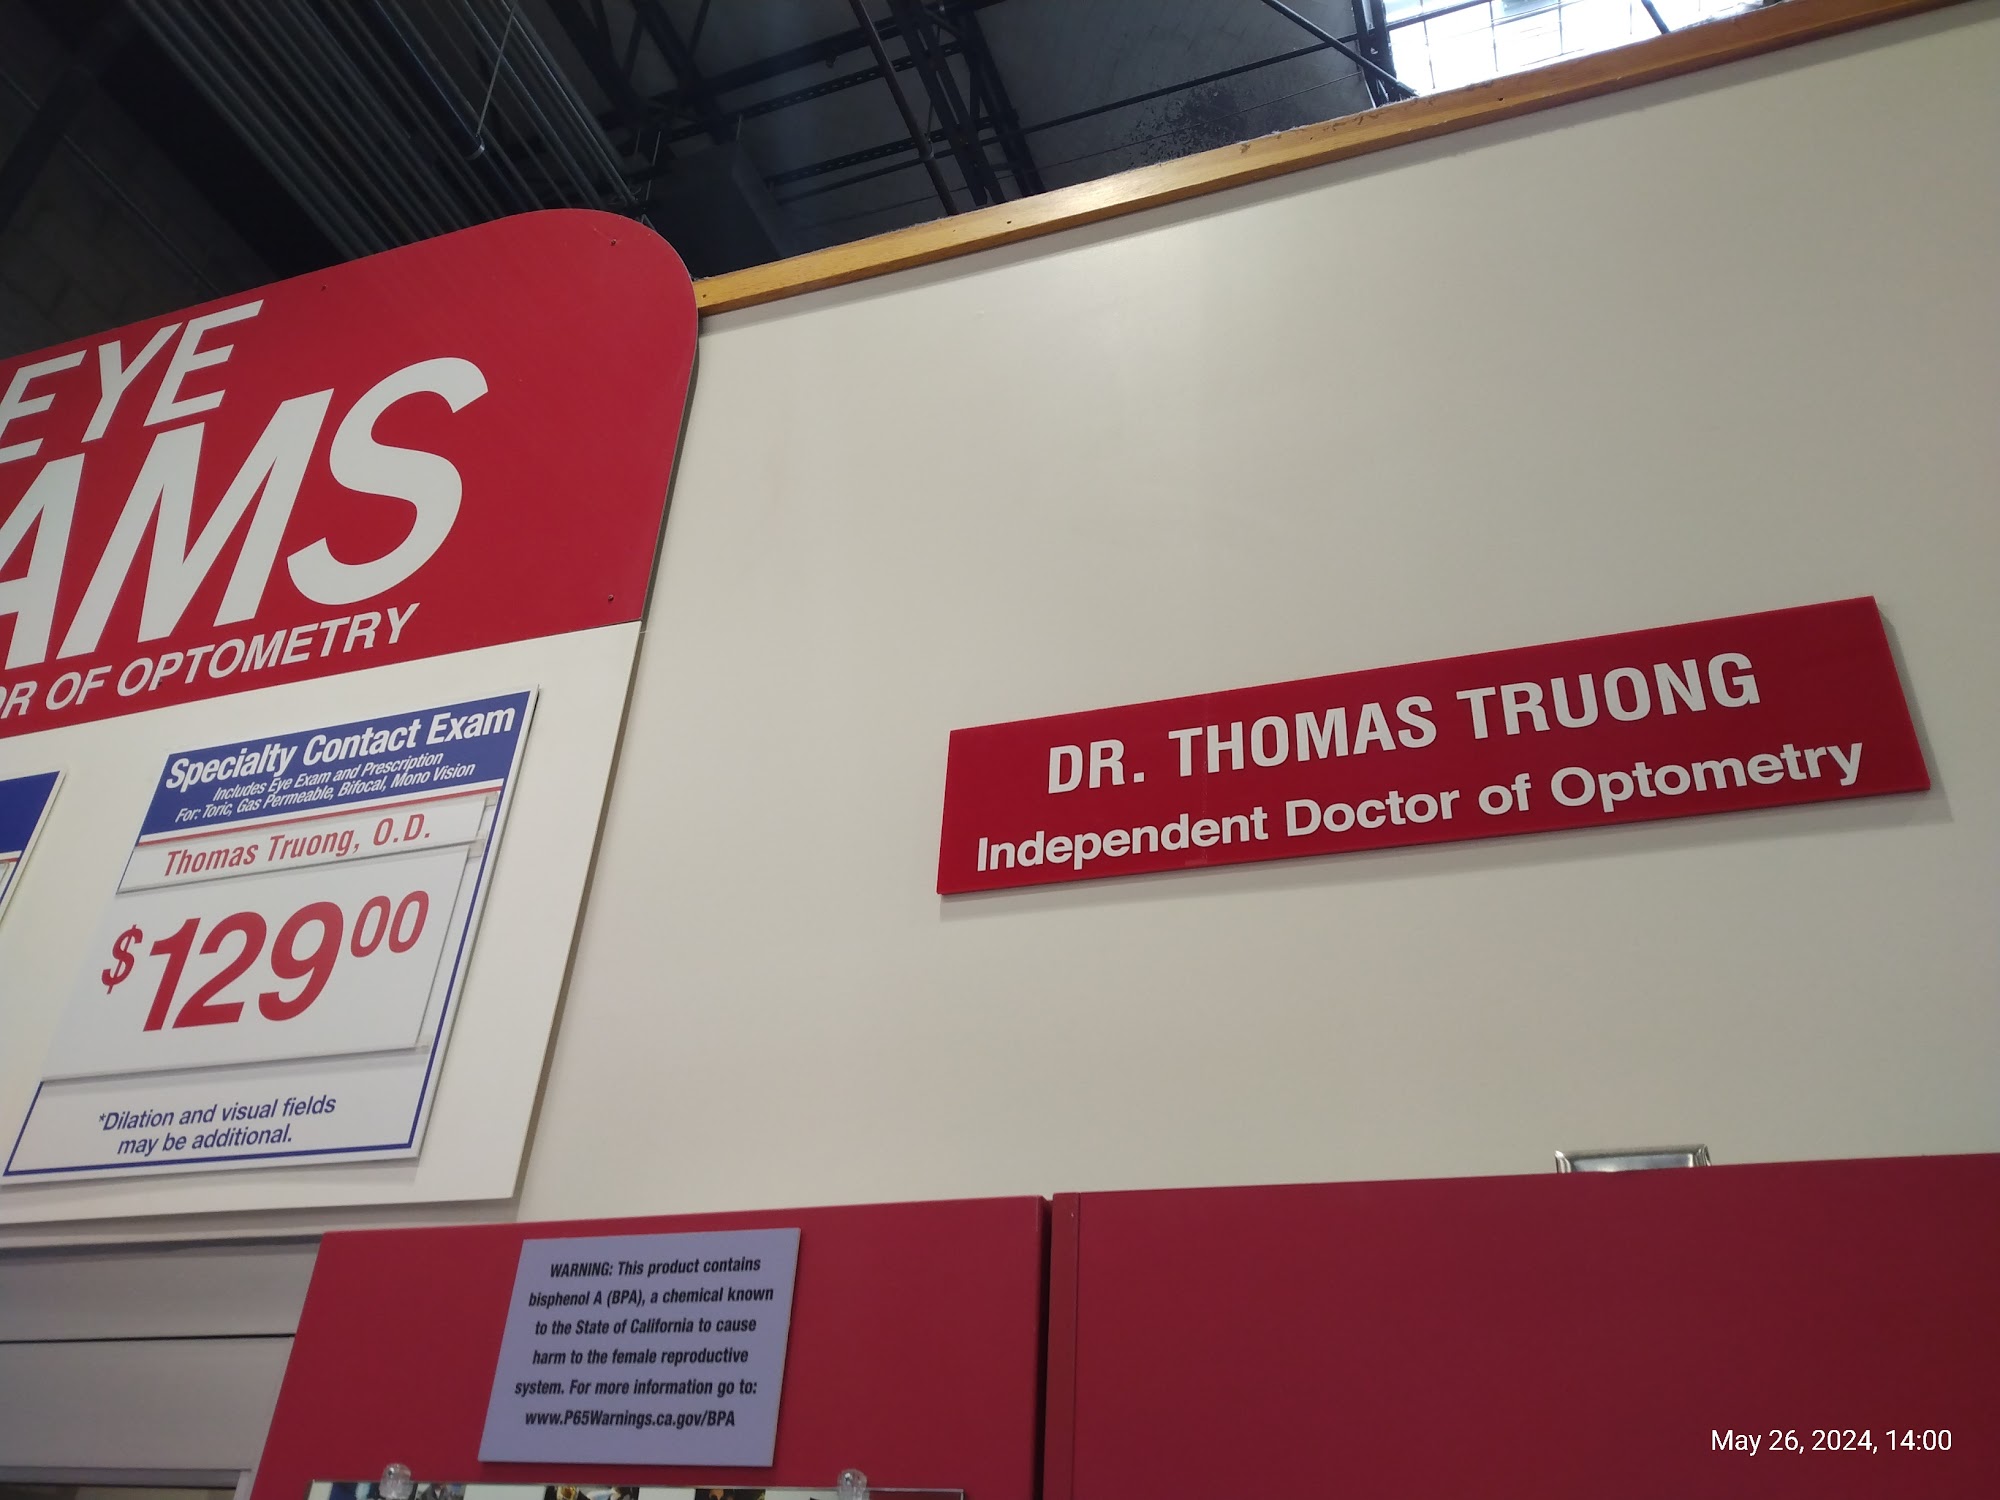 EYE
AMS
OR OF OPTOMETRY
Specialty Contact Exam
Includes Eye Exam and Prescription
For: Toric, Gas Permeable, Bifocal, Mono Vision
Thomas Truong, O.D.
$129 00
*Dilation and visual fields
may be additional.
DR. THOMAS TRUONG
Independent Doctor of Optometry
WARNING: This product contains
bisphenol A (BPA), a chemical known
to the State of California to cause
harm to the female reproductive
system. For more information go to:
www.P65Warnings.ca.gov/BPA
May 26, 2024, 14:00